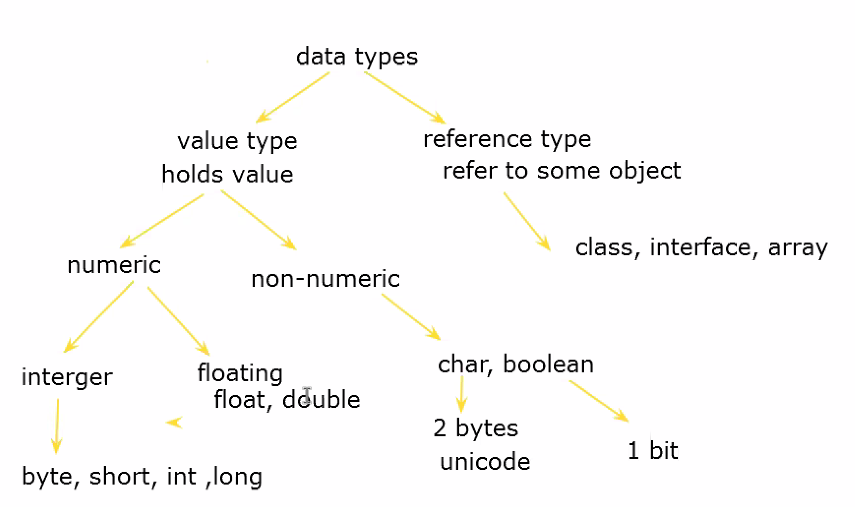 data types
value type
holds value
reference type
refer to some object
class, interface, array
numeric
non-numeric
interger
floating
float, double
char, boolean
byte, short, int ,long
2 bytes
unicode
1 bit